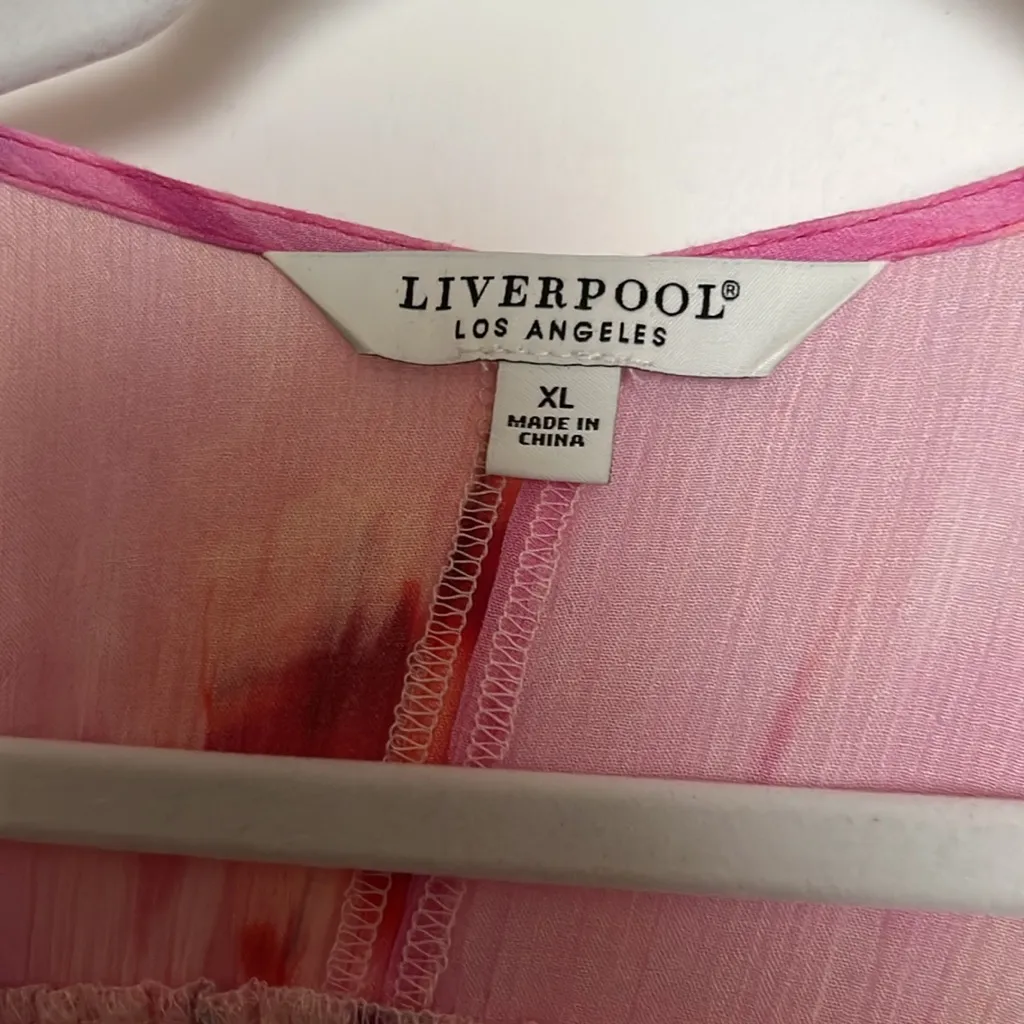 LIVERPOOL®
LOS ANGELES
XL
MADE IN
CHINA